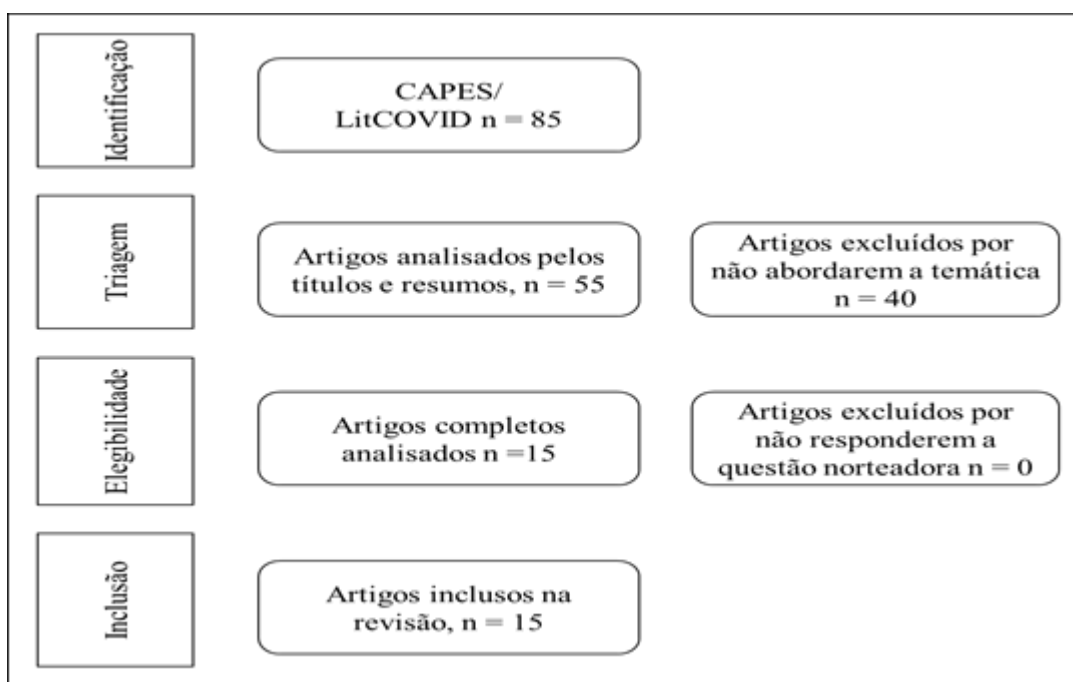 Identificação
CAPES/
LitCOVID n = 85
Triagem
Artigos analisados pelos
títulos e resumos, n = 55
Artigos excluídos por
não abordarem a temática
n = 40
Elegibilidade
Artigos completos
analisados n =15
Artigos excluídos por
não responderem a
questão norteadora n = 0
Inclusão
Artigos inclusos na
revisão, n = 15